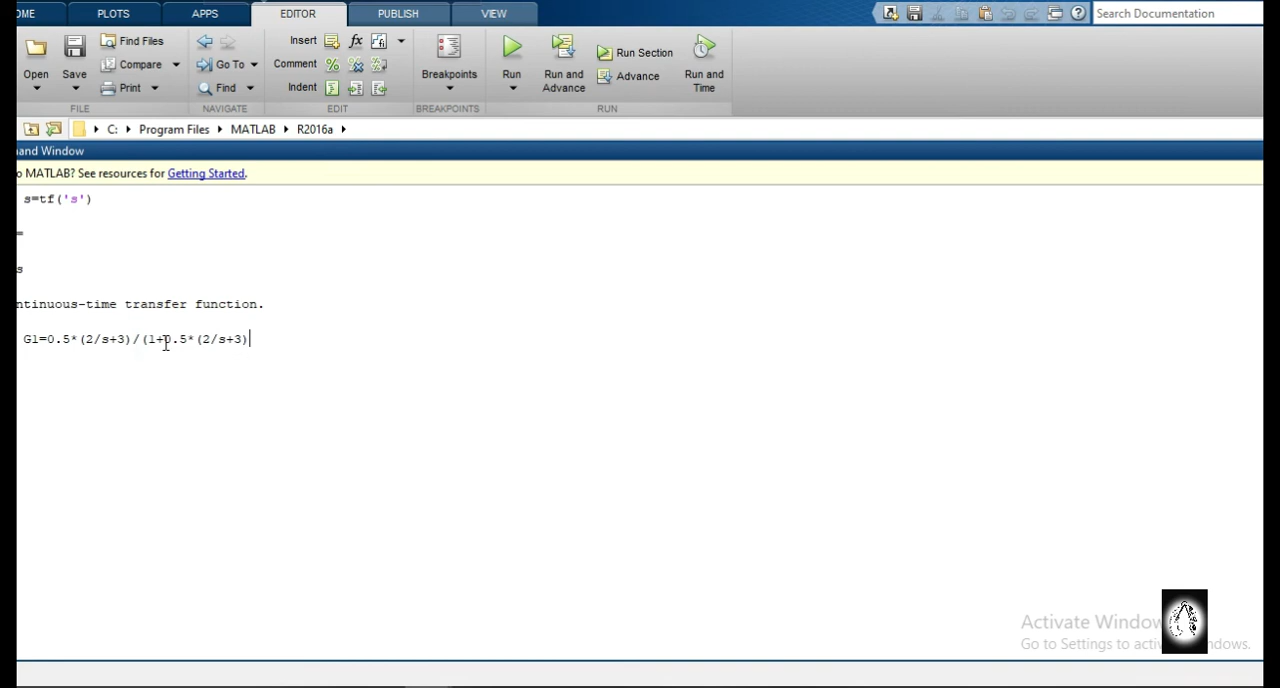 OME PLOTS APPS EDITOR PUBLISH VIEW Search Documentation
Find Files Insert fx
Compare Go To Comment % Run Section
Open Save Breakpoints Run Run and Advance Run and
Advance Time
Print Find Indent
FILE NAVIGATE EDIT BREAKPOINTS RUN
C: Program Files MATLAB R2016a
and Window
o MATLAB? See resources for Getting Started.
s=tf('s')
=
s
ntinuous-time transfer function.
G1=0.5*(2/s+3)/(1+0.5*(2/s+3)
Activate Window
Go to Settings to activ ndows.